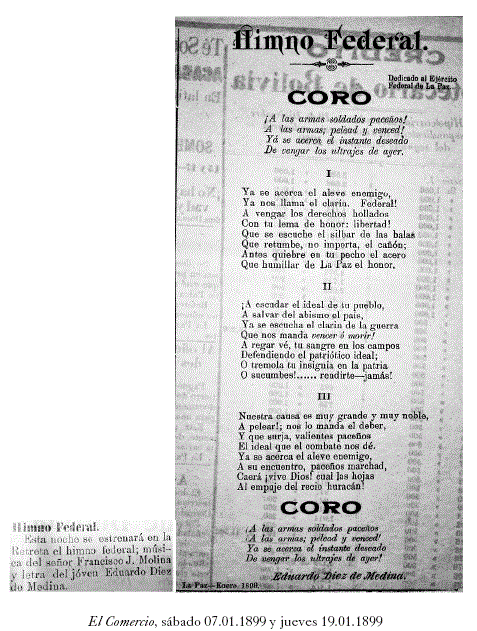 Himno Federal.
Dedicado al Ejército
Federal de La Paz.
CORO
¡A las armas soldados paceños!
A las armas; pelead y venced!
Yá se acerca el instante deseado
De vengar los ultrajes de ayer.
I
Ya se acerca el aleve enemigo,
Ya nos llama el clarín. Federal!
A vengar los derechos hollados
Con tu lema de honor: libertad!
Que se escuche el silbar de las balas
Que retumbe, no importa, el cañón;
Antes quiebre en tu pecho el acero
Que humillar de La Paz el honor.
II
¡A escudar el ideal de tu pueblo,
A salvar del abismo el país,
Ya se escucha el clarín de la guerra
Que nos manda vencer ó morir!
A regar vé, tu sangre en los campos
Defendiendo el patriótico ideal;
O tremola tu insignia en la patria
O sucumbes!...... rendirte—jamás!
III
Nuestra causa es muy grande y muy noble,
A pelear!; nos lo manda el deber,
Y que surja, valientes paceños
El ideal que el combate nos dé.
Ya se acerca el aleve enemigo,
A su encuentro, paceños marchad,
Caerá ¡vive Dios! cual las hojas
Al empuje del recio huracán!
CORO
¡A las armas soldados paceños
¡A las armas; pelead y venced!
Ya se acerca el instante deseado
De vengar los ultrajes de ayer!
Eduardo Diez de Medina.
La Paz—Enero, 1899.
Himno Federal.
Esta noche se estrenará en la
Retreta el himno federal; músi-
ca del señor Francisco J. Molina
y letra del jóven Eduardo Diez
de Medina.
El Comercio, sábado 07.01.1899 y jueves 19.01.1899